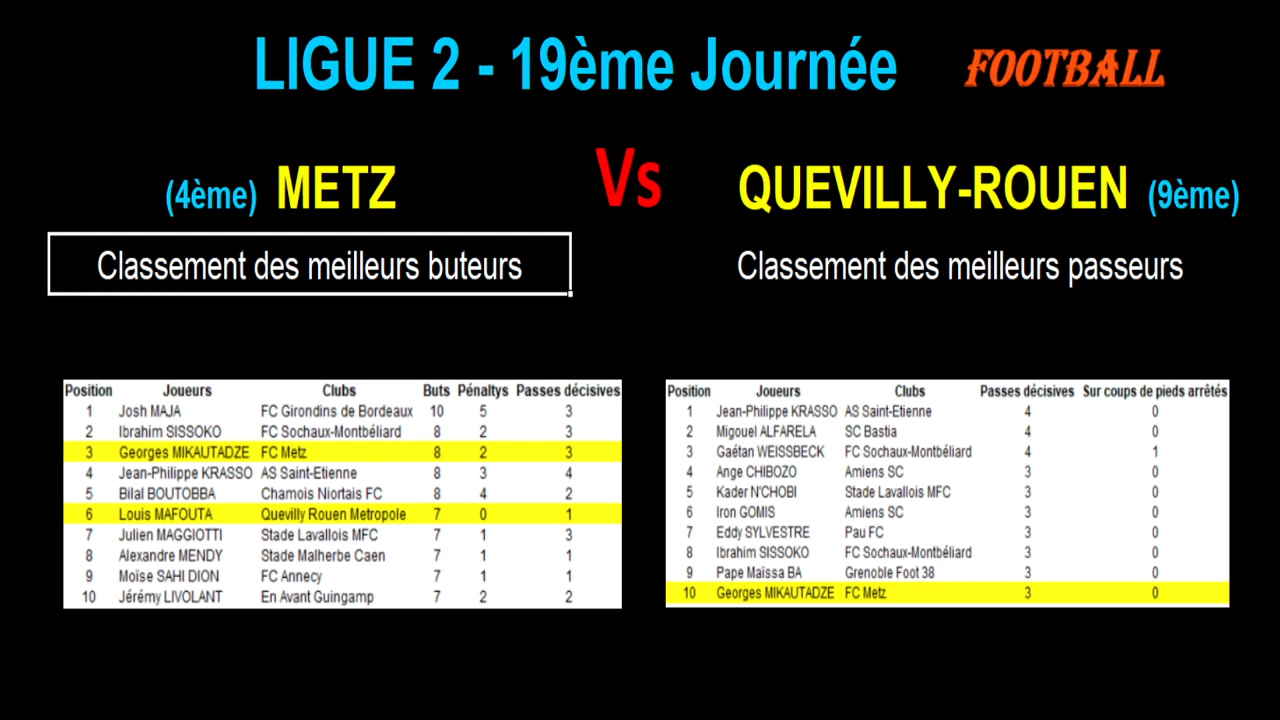 LIGUE 2 - 19ème Journée FOOTBALL
(4ème) METZ Vs QUEVILLY-ROUEN (9ème)
Classement des meilleurs buteurs
Classement des meilleurs passeurs
Position Joueurs Clubs Buts Pénaltys Passes décisives
1 Josh MAJA FC Girondins de Bordeaux 10 5 3
2 Ibrahim SISSOKO FC Sochaux-Montbéliard 8 2 3
3 Georges MIKAUTADZE FC Metz 8 2 3
4 Jean-Philippe KRASSO AS Saint-Etienne 8 3 4
5 Bilal BOUTOBBA Chamois Niortais FC 8 4 2
6 Louis MAFOUTA Quevilly Rouen Metropole 7 0 1
7 Julien MAGGIOTTI Stade Lavallois MFC 7 1 3
8 Alexandre MENDY Stade Malherbe Caen 7 1 1
9 Moïse SAHI DION FC Annecy 7 1 1
10 Jérémy LIVOLANT En Avant Guingamp 7 2 2
Position Joueurs Clubs Passes décisives Sur coups de pieds arrêtés
1 Jean-Philippe KRASSO AS Saint-Etienne 4 0
2 Migouel ALFARELA SC Bastia 4 0
3 Gaétan WEISSBECK FC Sochaux-Montbéliard 4 1
4 Ange CHIBOZO Amiens SC 3 0
5 Kader N'CHOBI Stade Lavallois MFC 3 0
6 Iron GOMIS Amiens SC 3 0
7 Eddy SYLVESTRE Pau FC 3 0
8 Ibrahim SISSOKO FC Sochaux-Montbéliard 3 0
9 Pape Maïssa BA Grenoble Foot 38 3 0
10 Georges MIKAUTADZE FC Metz 3 0